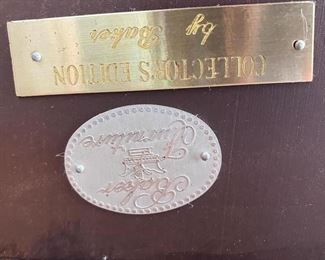 Baker
Furniture
COLLECTOR'S EDITION
by Baker